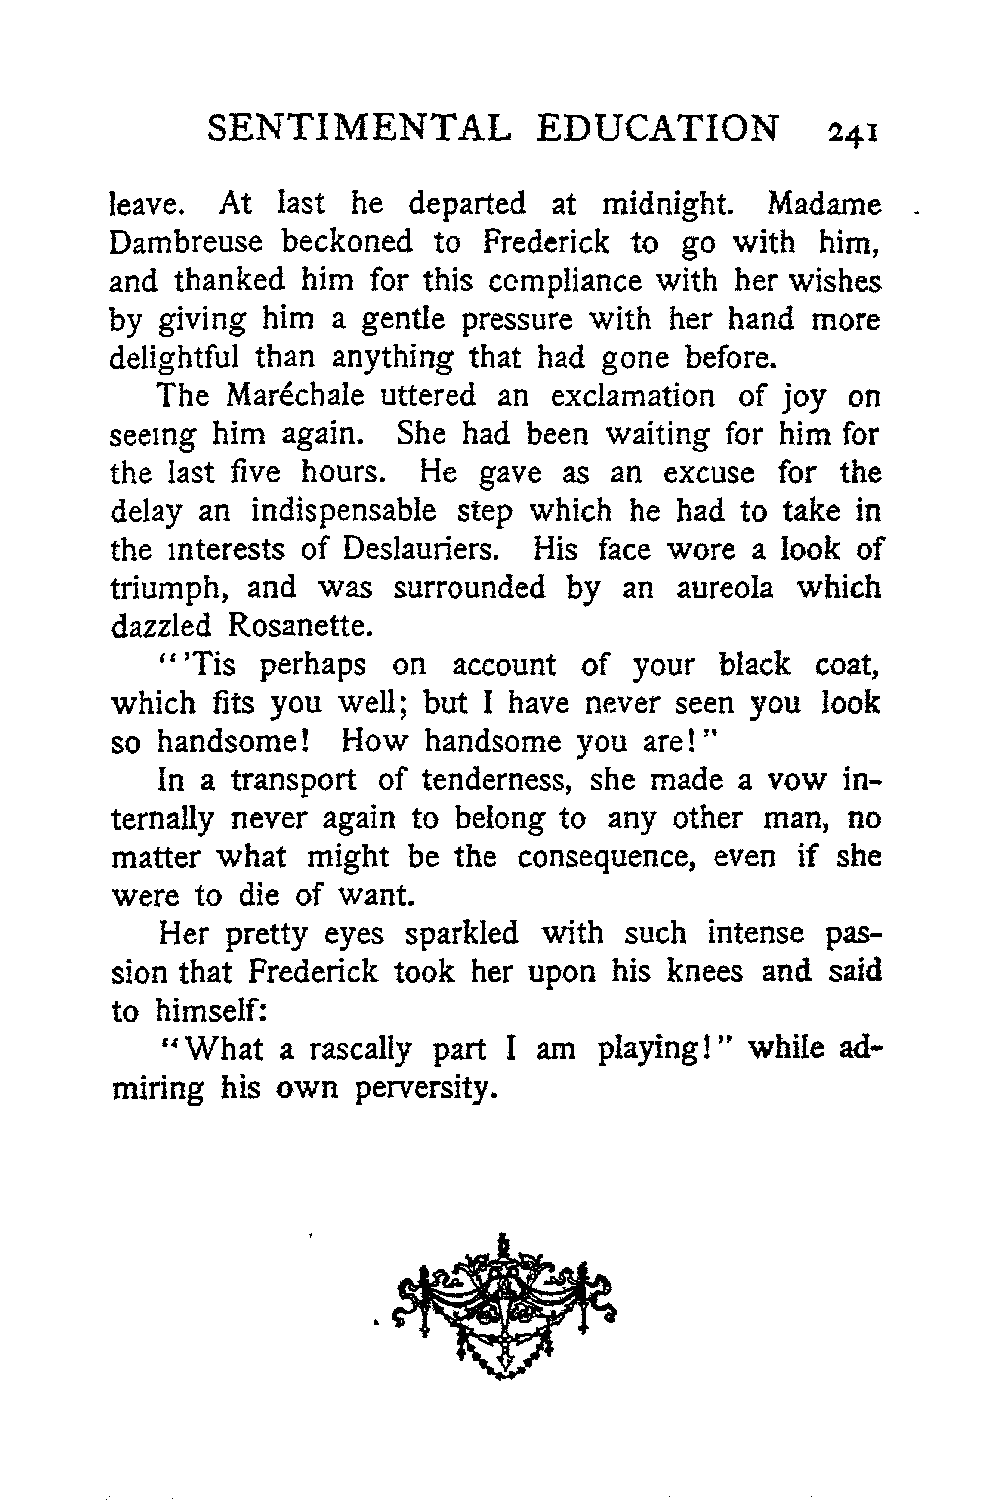 SENTIMENTAL EDUCATION 241
leave. At last he departed at midnight. Madame
Dambreuse beckoned to Frederick to go with him,
and thanked him for this compliance with her wishes
by giving him a gentle pressure with her hand more
delightful than anything that had gone before.
The Maréchale uttered an exclamation of joy on
seeing him again. She had been waiting for him for
the last five hours. He gave as an excuse for the
delay an indispensable step which he had to take in
the interests of Deslauriers. His face wore a look of
triumph, and was surrounded by an aureola which
dazzled Rosanette.
"'Tis perhaps on account of your black coat,
which fits you well; but I have never seen you look
so handsome! How handsome you are!"
In a transport of tenderness, she made a vow in-
ternally never again to belong to any other man, no
matter what might be the consequence, even if she
were to die of want.
Her pretty eyes sparkled with such intense pas-
sion that Frederick took her upon his knees and said
to himself:
"What a rascally part I am playing!" while ad-
miring his own perversity.